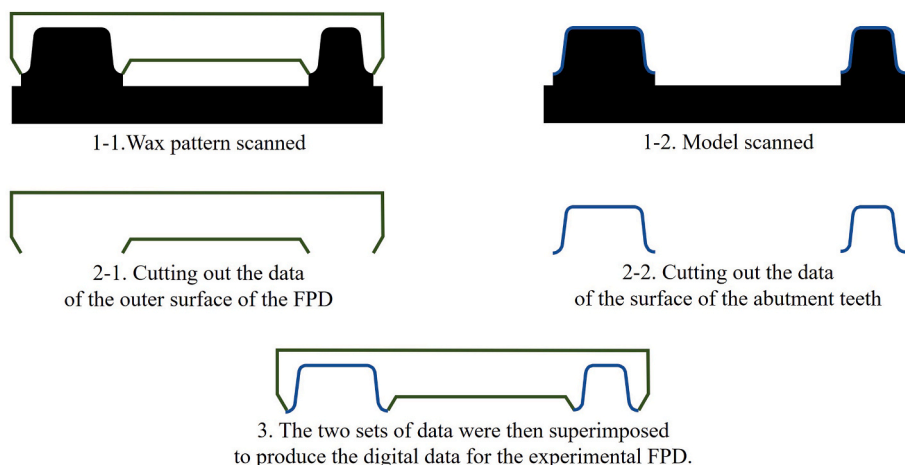 1-1.Wax pattern scanned
1-2. Model scanned
2-1. Cutting out the data
of the outer surface of the FPD
2-2. Cutting out the data
of the surface of the abutment teeth
3. The two sets of data were then superimposed
to produce the digital data for the experimental FPD.